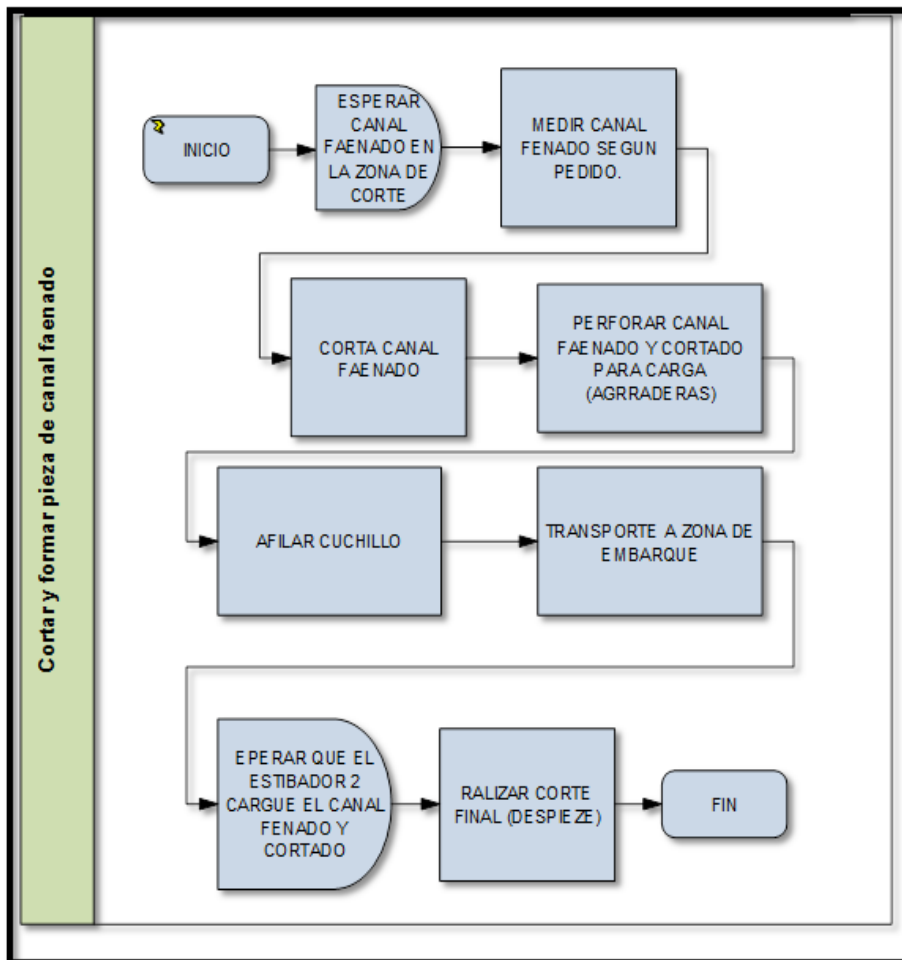 Cortar y formar pieza de canal faenado
INICIO
ESPERAR
CANAL
FAENADO EN
LA ZONA DE
CORTE
MEDIR CANAL
FENADO SEGUN
PEDIDO.
CORTA CANAL
FAENADO
PERFORAR CANAL
FAENADO Y CORTADO
PARA CARGA
(AGRRADERAS)
AFILAR CUCHILLO
TRANSPORTE A ZONA DE
EMBARQUE
EPERAR QUE EL
ESTIBADOR 2
CARGUE EL CANAL
FENADO Y
CORTADO
RALIZAR CORTE
FINAL (DESPIEZE)
FIN